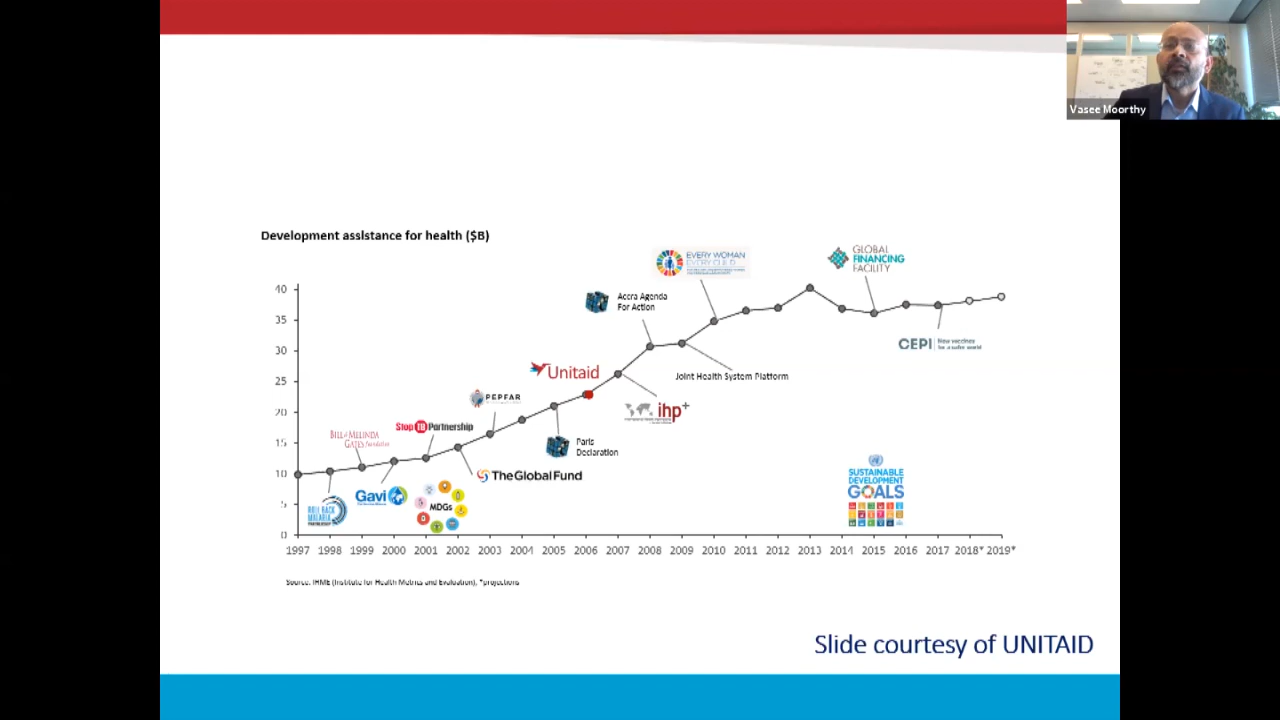 Vasee Moorthy
Development assistance for health ($B)
EVERY WOMAN
EVERY CHILD
GLOBAL
FINANCING
FACILITY
Accra Agenda
For Action
CEPI
New vaccines
for a safer world
Joint Health System Platform
Unitaid
ihp+
PEPFAR
Stop TB Partnership
BILL & MELINDA
GATES foundation
Paris
Declaration
The Global Fund
Gavi
MDGs
ROLL BACK
MALARIA
PARTNERSHIP
SUSTAINABLE
DEVELOPMENT
GOALS
40
35
30
25
20
15
10
5
0
1997 1998 1999 2000 2001 2002 2003 2004 2005 2006 2007 2008 2009 2010 2011 2012 2013 2014 2015 2016 2017 2018* 2019*
Source: IHME (Institute for Health Metrics and Evaluation), *projections
Slide courtesy of UNITAID